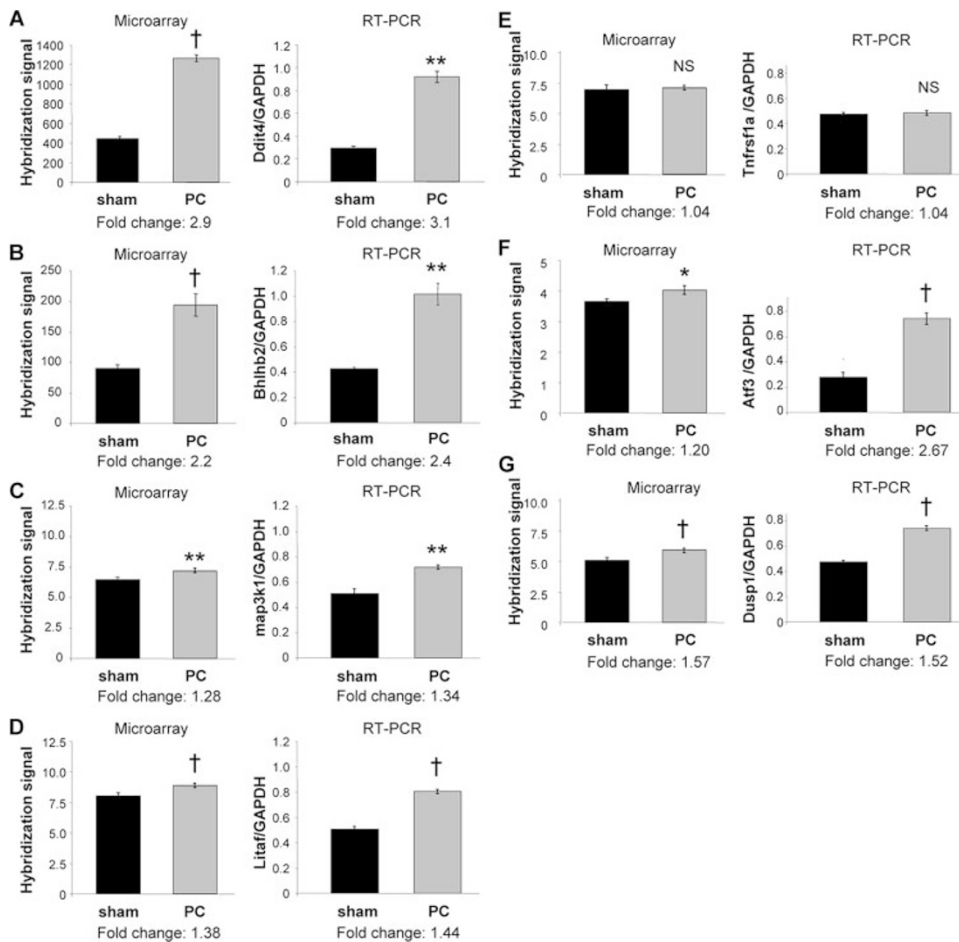 A
Microarray
RT-PCR
Hybridization signal
1400
1200
1000
800
600
400
200
0
†
sham
PC
Fold change: 2.9
Ddit4/GAPDH
1.2
1.0
0.8
0.6
0.4
0.2
0
**
sham
PC
Fold change: 3.1
B
Microarray
RT-PCR
Hybridization signal
250
200
150
100
50
0
†
sham
PC
Fold change: 2.2
Bhlhb2/GAPDH
1.2
1.0
0.8
0.6
0.4
0.2
0
**
sham
PC
Fold change: 2.4
C
Microarray
RT-PCR
Hybridization signal
12.5
10.0
7.5
5.0
2.5
0
**
sham
PC
Fold change: 1.28
map3k1/GAPDH
1.2
1.0
0.8
0.6
0.4
0.2
0
**
sham
PC
Fold change: 1.34
D
Microarray
RT-PCR
Hybridization signal
12.5
10.0
7.5
5.0
2.5
0
†
sham
PC
Fold change: 1.38
Litaf/GAPDH
1.2
1.0
0.8
0.6
0.4
0.2
0
†
sham
PC
Fold change: 1.44
E
Microarray
RT-PCR
Hybridization signal
10.0
7.5
5.0
2.5
0
NS
sham
PC
Fold change: 1.04
Tnfrsf1a /GAPDH
0.8
0.6
0.4
0.2
0
NS
sham
PC
Fold change: 1.04
F
Microarray
RT-PCR
Hybridization signal
5
4
3
2
1
0
*
sham
PC
Fold change: 1.20
Atf3 /GAPDH
0.8
0.6
0.4
0.2
0
†
sham
PC
Fold change: 2.67
G
Microarray
RT-PCR
Hybridization signal
10.0
7.5
5.0
2.5
0
†
sham
PC
Fold change: 1.57
Dusp1/GAPDH
0.8
0.6
0.4
0.2
0
†
sham
PC
Fold change: 1.52